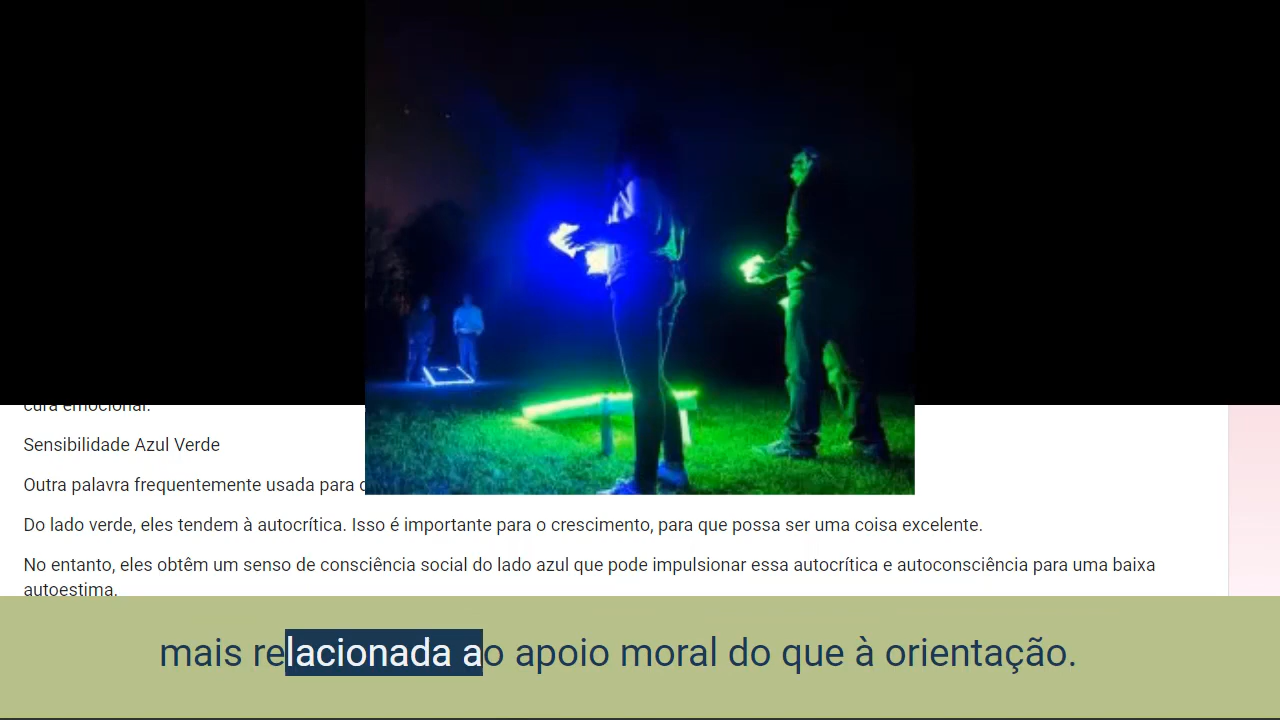 cura emocional.
Sensibilidade Azul Verde
Outra palavra frequentemente usada para
Do lado verde, eles tendem à autocrítica. Isso é importante para o crescimento, para que possa ser uma coisa excelente.
No entanto, eles obtêm um senso de consciência social do lado azul que pode impulsionar essa autocrítica e autoconsciência para uma baixa
autoestima.
mais relacionada ao apoio moral do que à orientação.